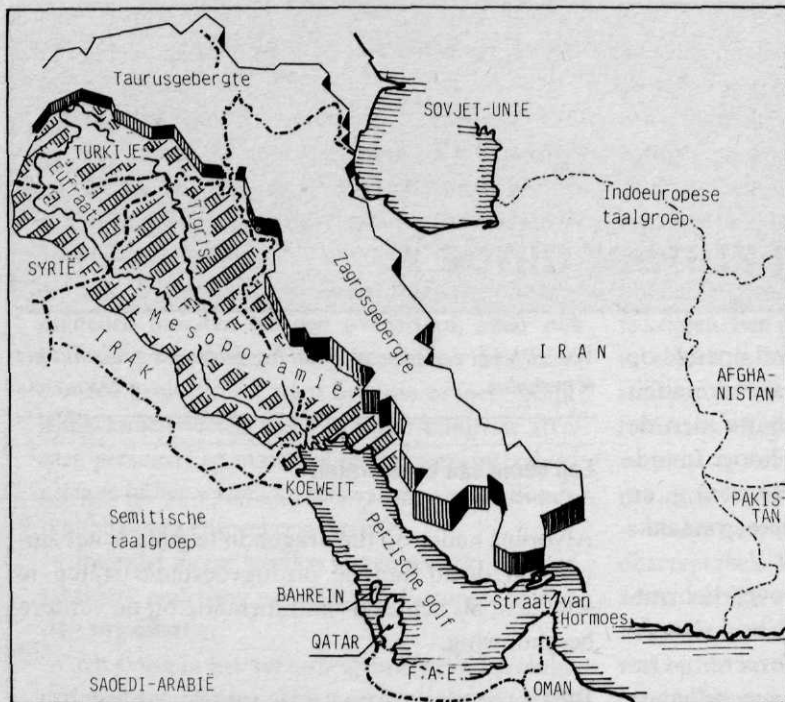 Taurusgebergte
SOVJET-UNIE
TURKIJE
Eufraat
Tigris
Indoeuropese
taalgroep
SYRIË
Zagrosgebergte
Mesopotamië
IRAK
IRAN
AFGHA-
NISTAN
KOEWEIT
PAKIS-
TAN
Semitische
taalgroep
Perzische golf
BAHREIN
Straat van
Hormoes
QATAR
F.A.E.
SAOEDI-ARABIË
OMAN